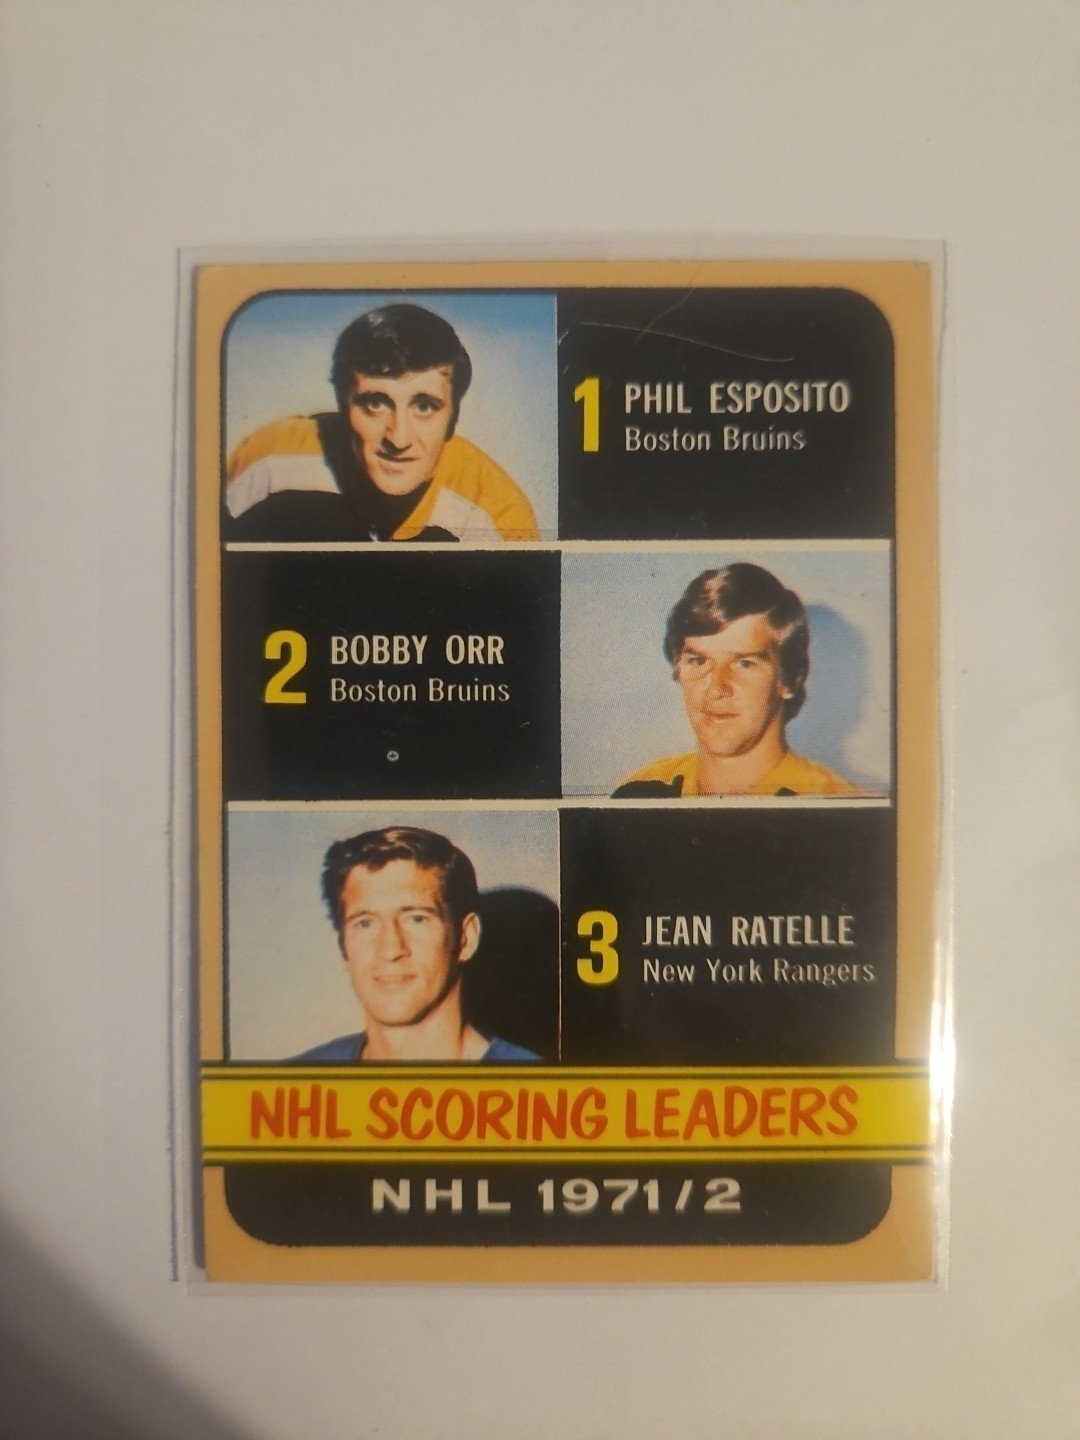 1 PHIL ESPOSITO
Boston Bruins
2 BOBBY ORR
Boston Bruins
3 JEAN RATELLE
New York Rangers
NHL SCORING LEADERS
NHL 1971/2